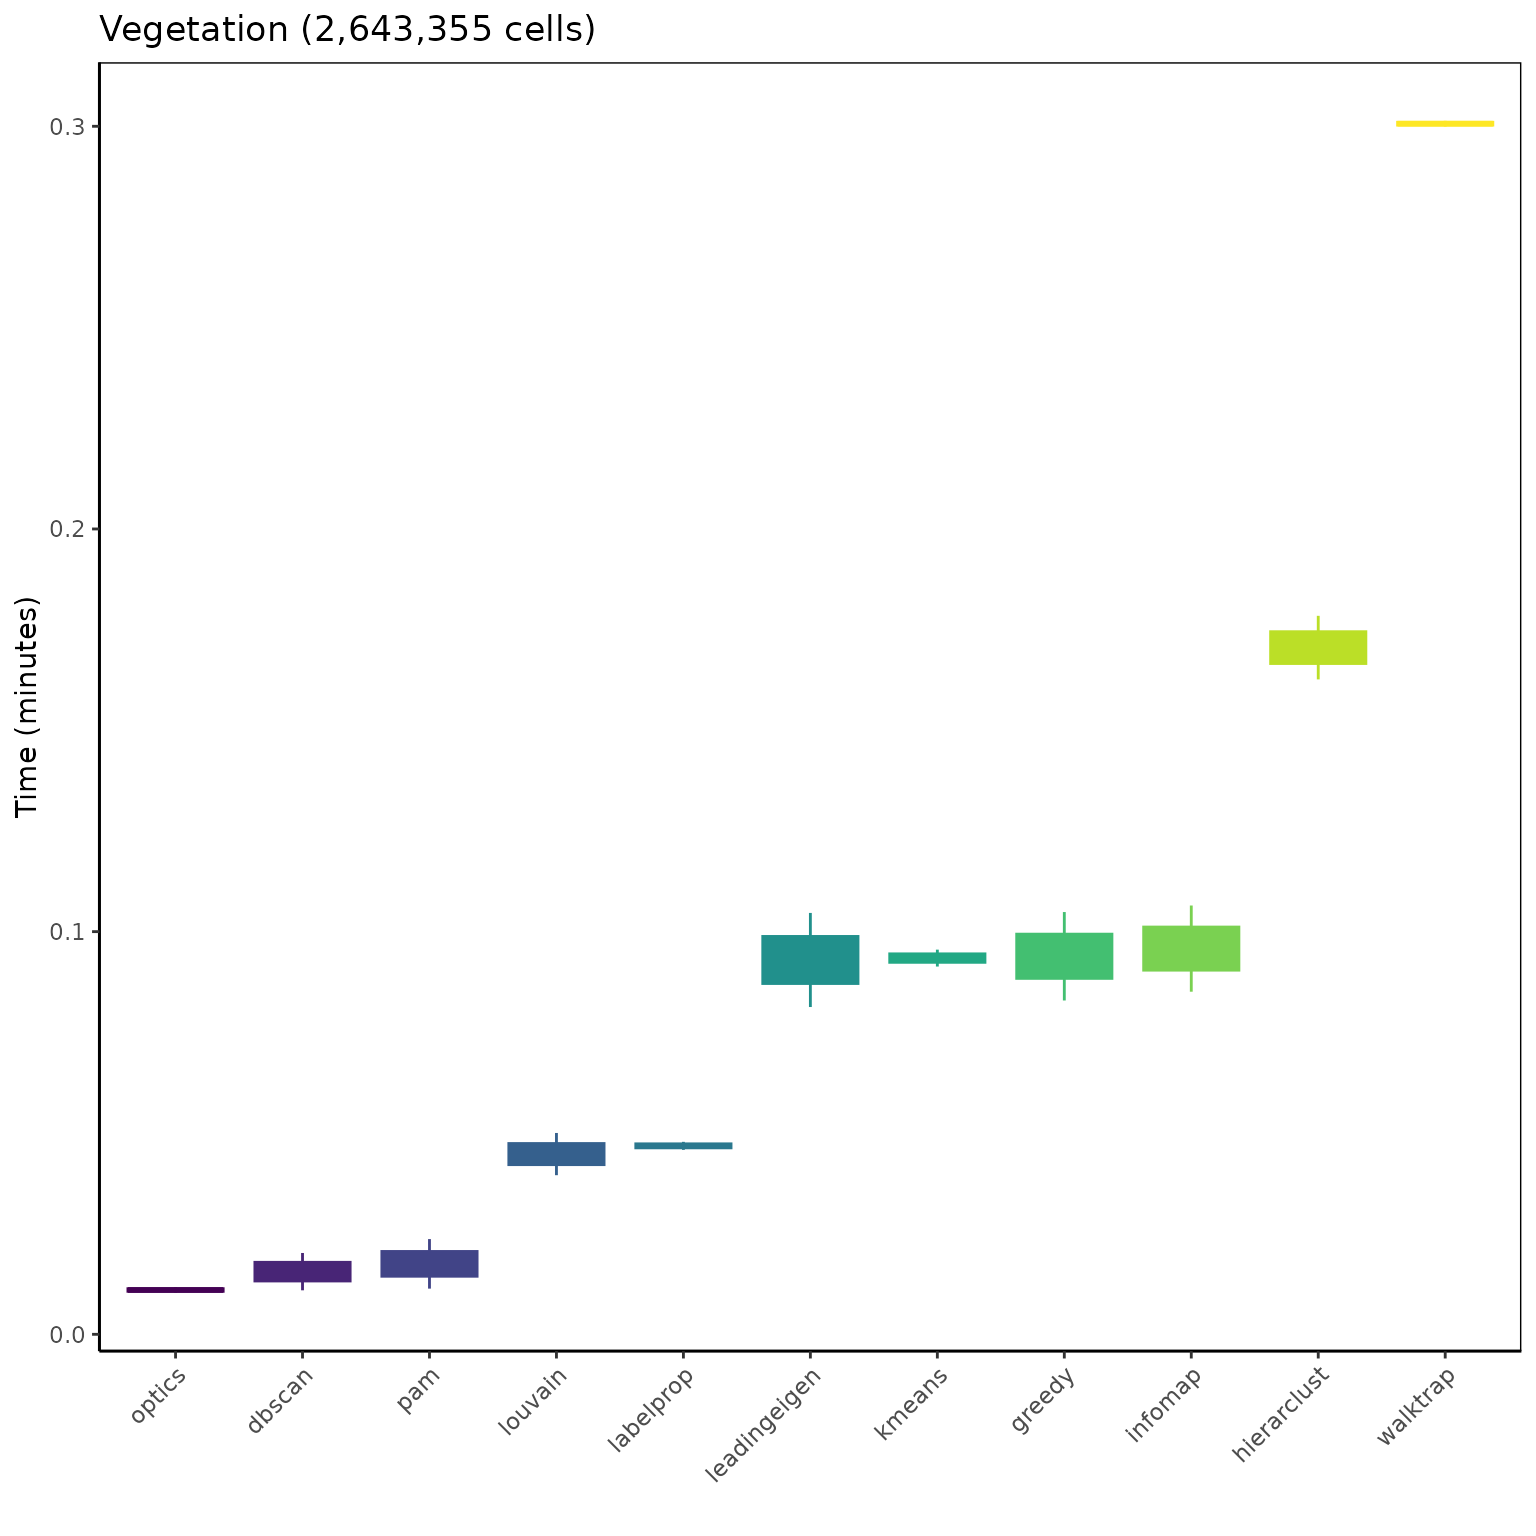 Vegetation (2,643,355 cells)
Time (minutes)
0.3
0.2
0.1
0.0
optics
dbscan
pam
louvain
labelprop
leadingeigen
kmeans
greedy
infomap
hierarclust
walktrap